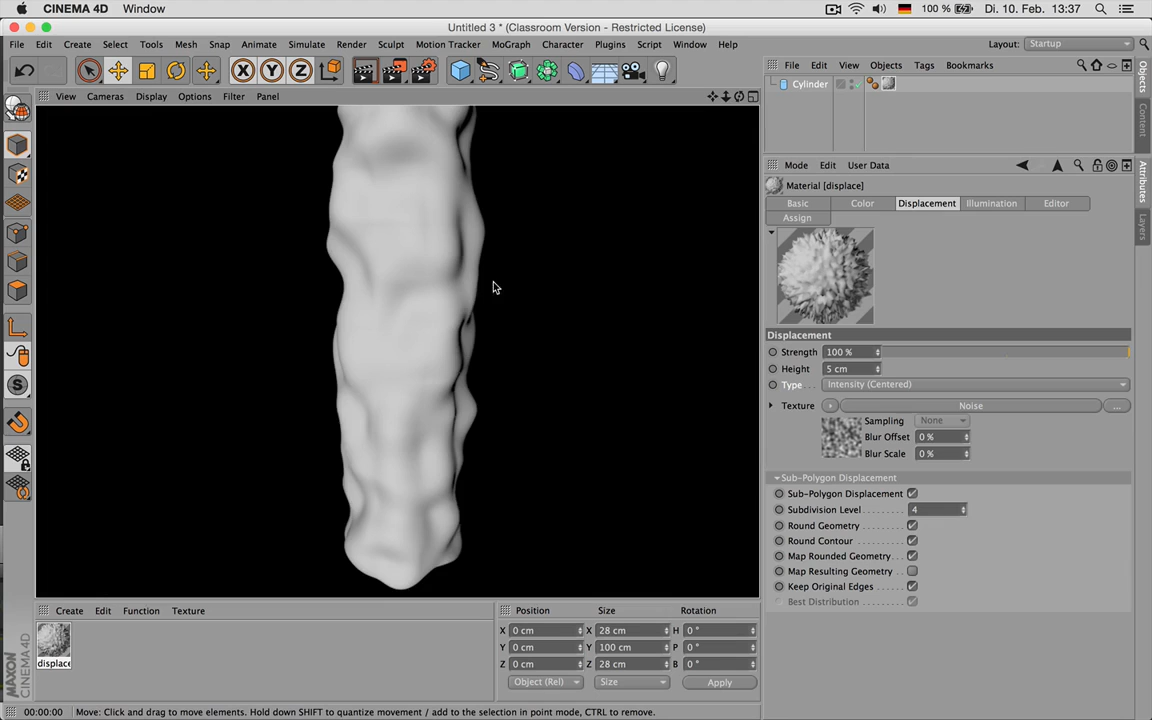 CINEMA 4D Window 100 % Di. 10. Feb. 13:37
Untitled 3 * (Classroom Version - Restricted License)
File Edit Create Select Tools Mesh Snap Animate Simulate Render Sculpt Motion Tracker MoGraph Character Plugins Script Window Help Layout: Startup
X Y Z
View Cameras Display Options Filter Panel
File Edit View Objects Tags Bookmarks
Cylinder
Objects
Content
Mode Edit User Data
Attributes
Layers
Material [displace]
Basic Color Displacement Illumination Editor
Assign
Displacement
Strength 100 %
Height 5 cm
Type Intensity (Centered)
Texture Noise ...
Sampling None
Blur Offset 0 %
Blur Scale 0 %
Sub-Polygon Displacement
Sub-Polygon Displacement
Subdivision Level 4
Round Geometry
Round Contour
Map Rounded Geometry
Map Resulting Geometry
Keep Original Edges
Best Distribution
S
Create Edit Function Texture
displace
Position Size Rotation
X 0 cm X 28 cm H 0 °
Y 0 cm Y 100 cm P 0 °
Z 0 cm Z 28 cm B 0 °
Object (Rel) Size Apply
MAXON
CINEMA 4D
00:00:00 Move: Click and drag to move elements. Hold down SHIFT to quantize movement / add to the selection in point mode, CTRL to remove.